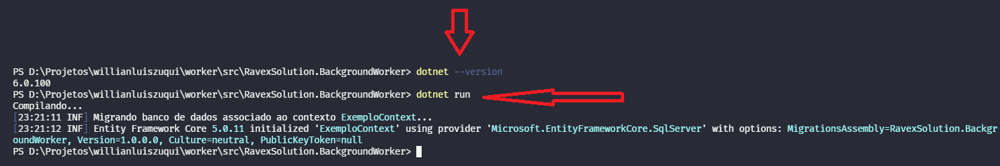 PS D:\Projetos\willianluiszuqui\worker\src\RavexSolution.BackgroundWorker> dotnet --version
6.0.100
PS D:\Projetos\willianluiszuqui\worker\src\RavexSolution.BackgroundWorker> dotnet run
Compilando...
[23:21:11 INF] Migrando banco de dados associado ao contexto ExemploContext...
[23:21:12 INF] Entity Framework Core 5.0.11 initialized 'ExemploContext' using provider 'Microsoft.EntityFrameworkCore.SqlServer' with options: MigrationsAssembly=RavexSolution.Backgr
oundWorker, Version=1.0.0.0, Culture=neutral, PublicKeyToken=null
PS D:\Projetos\willianluiszuqui\worker\src\RavexSolution.BackgroundWorker>